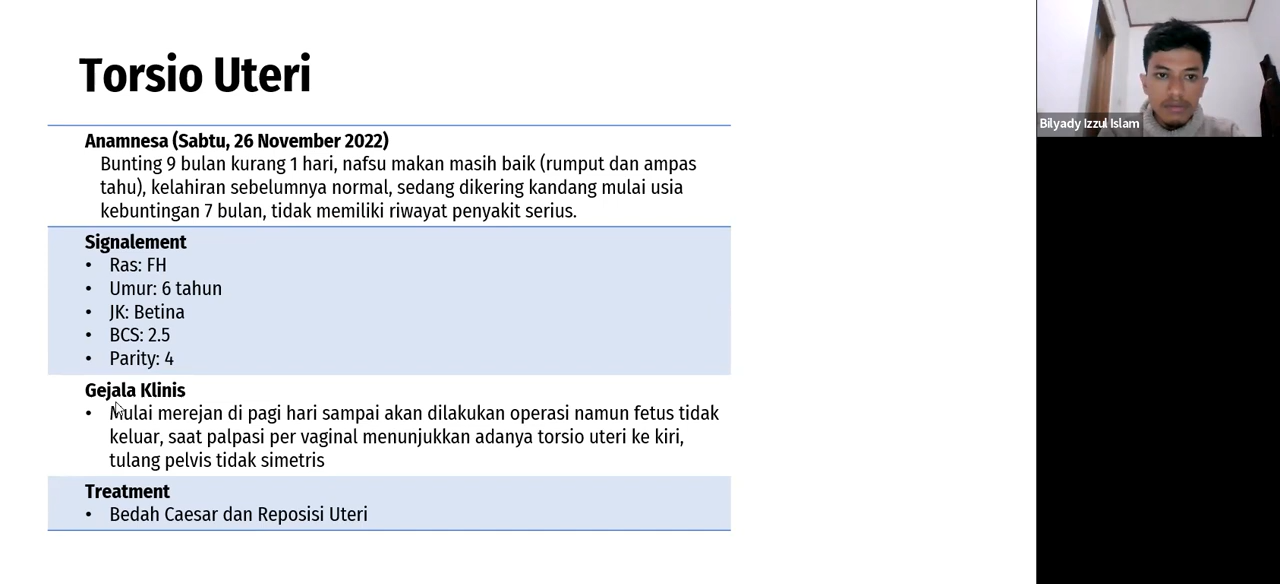 Torsio Uteri
Anamnesa (Sabtu, 26 November 2022)
Bunting 9 bulan kurang 1 hari, nafsu makan masih baik (rumput dan ampas
tahu), kelahiran sebelumnya normal, sedang dikering kandang mulai usia
kebuntingan 7 bulan, tidak memiliki riwayat penyakit serius.
Signalement
• Ras: FH
• Umur: 6 tahun
• JK: Betina
• BCS: 2.5
• Parity: 4
Gejala Klinis
• Mulai merejan di pagi hari sampai akan dilakukan operasi namun fetus tidak
keluar, saat palpasi per vaginal menunjukkan adanya torsio uteri ke kiri,
tulang pelvis tidak simetris
Treatment
• Bedah Caesar dan Reposisi Uteri
Bilyady Izzul Islam